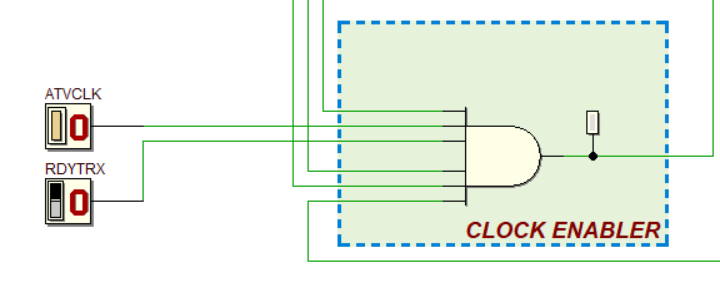 ATVCLK
0
RDYTRX
0
CLOCK ENABLER